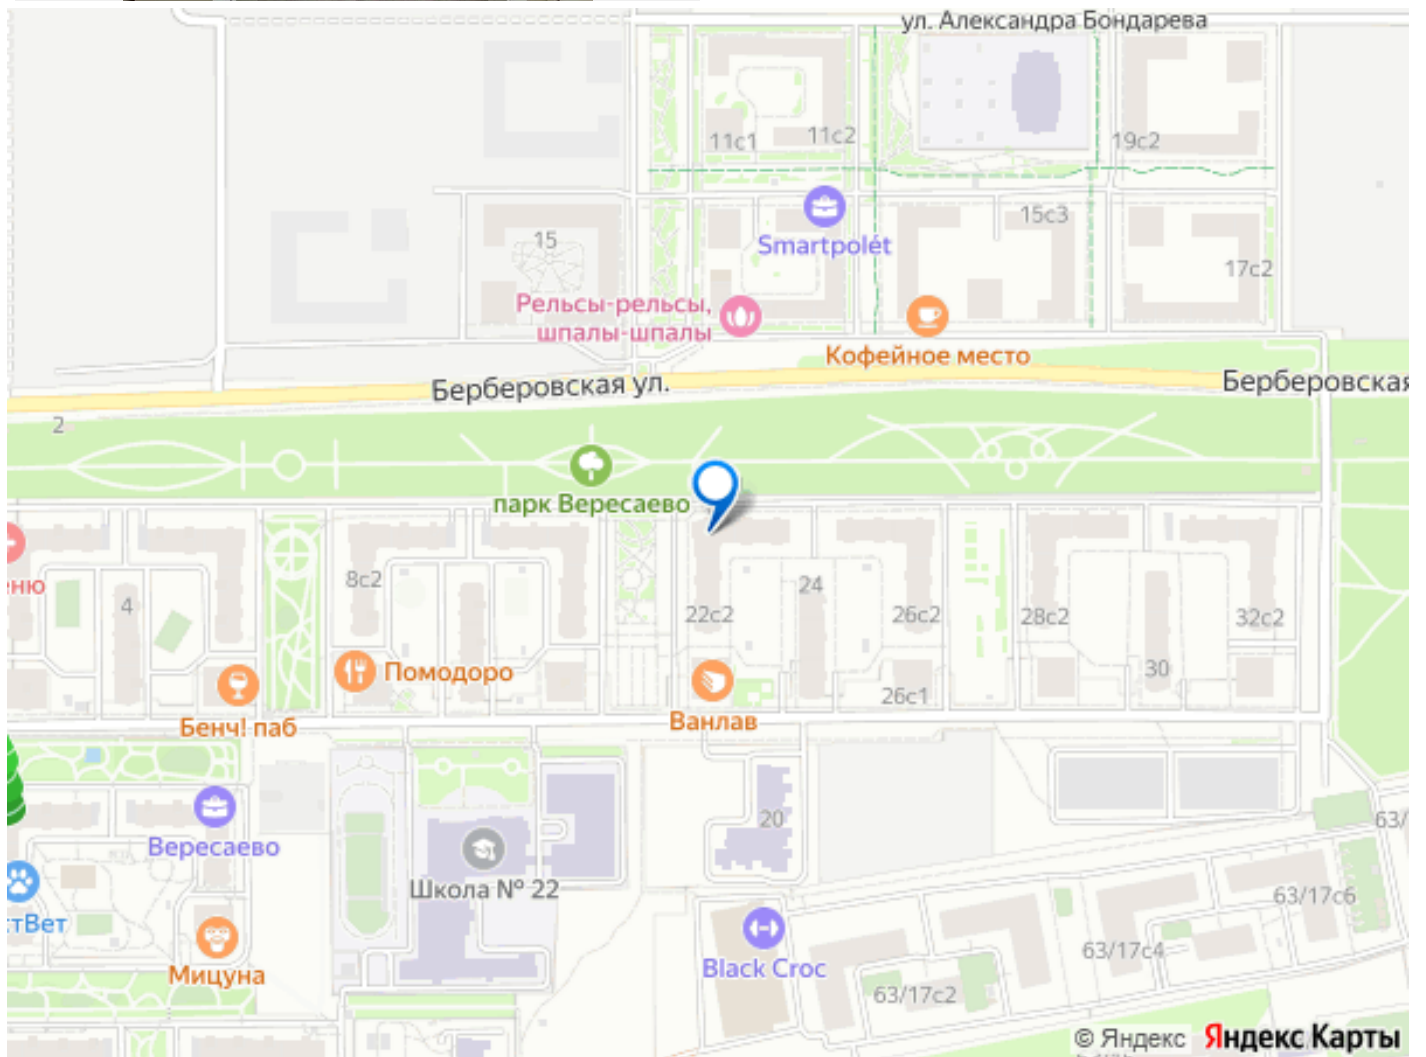 ул. Александра Бондарева
11с1
11с2
19с2
15
15с3
Smartpolét
17с2
Рельсы-рельсы,
шпалы-шпалы
Кофейное место
Берберовская ул.
Берберовская
2
парк Вересаево
8с2
ню
4
24
22с2
26с2
28с2
32с2
Помодоро
30
26с1
Бенч! паб
Ванлав
20
63/
Вересаево
Школа № 22
63/17с6
тВет
Мицуна
Black Croc
63/17с4
63/17с2
© Яндекс Яндекс Карты